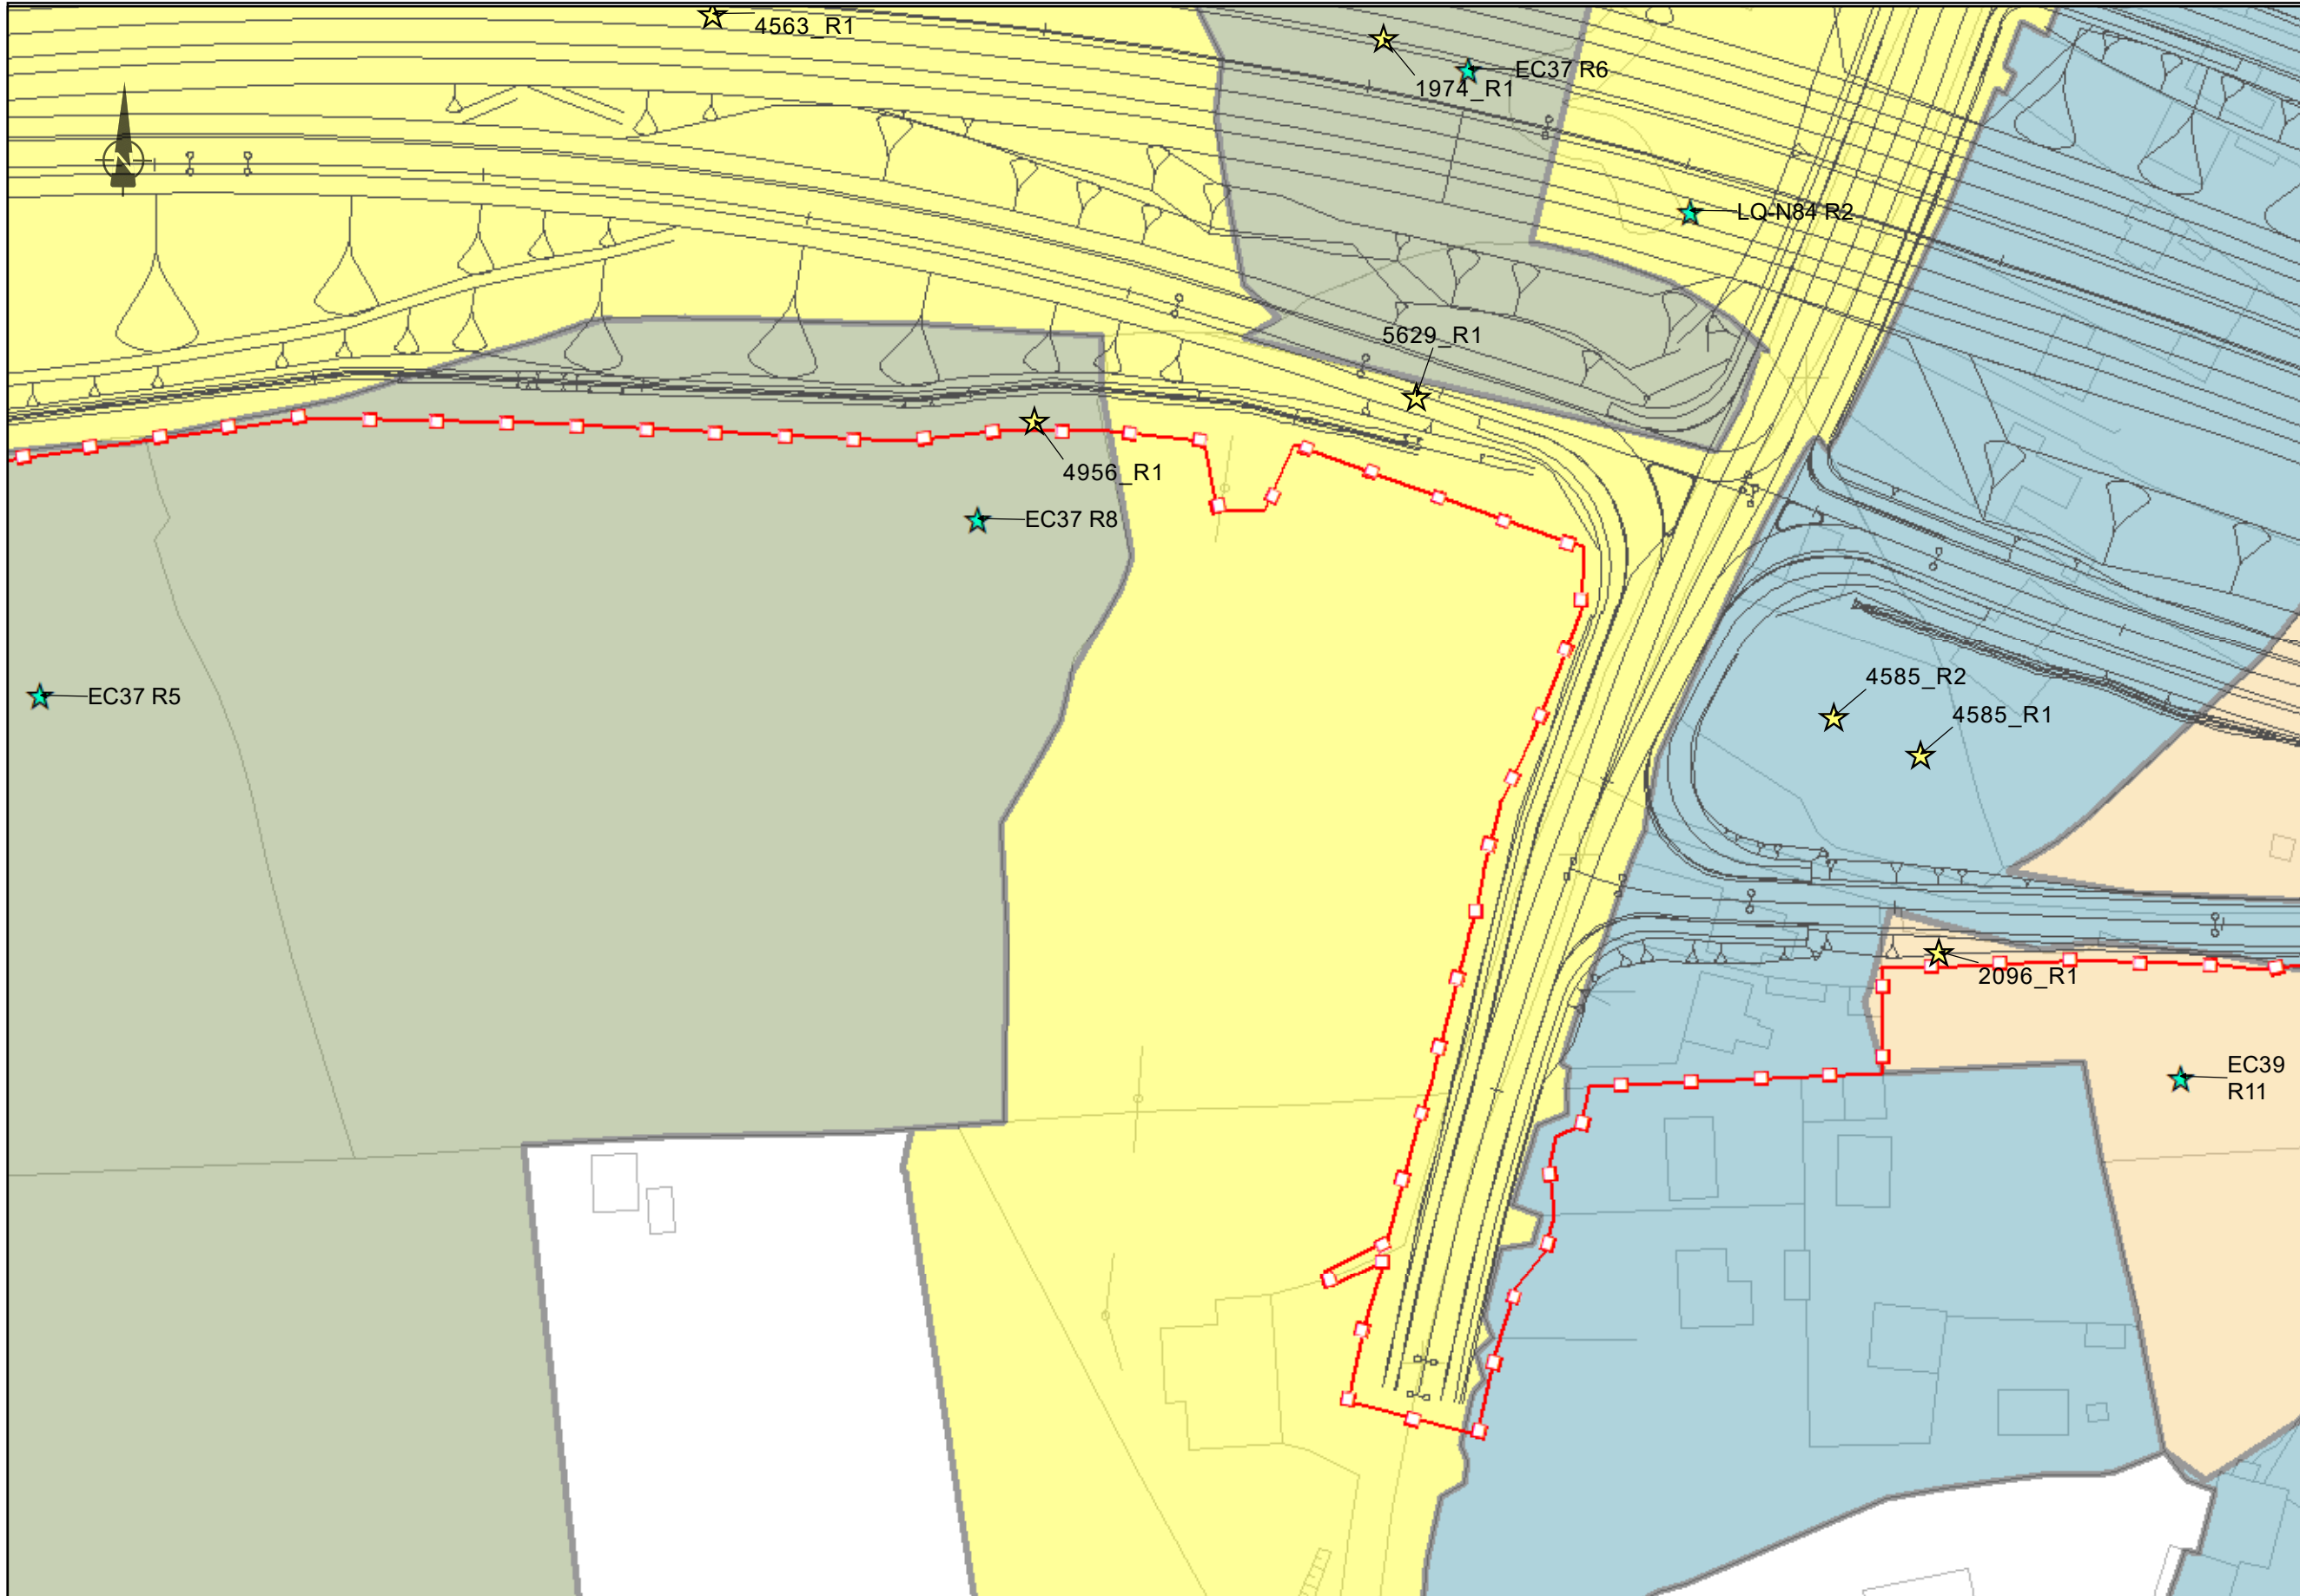 4563_R1
EC37 R6
1974_R1
LQ-N84 R2
5629_R1
4956_R1
EC37 R8
EC37 R5
4585_R2
4585_R1
2096_R1
EC39
R11
N